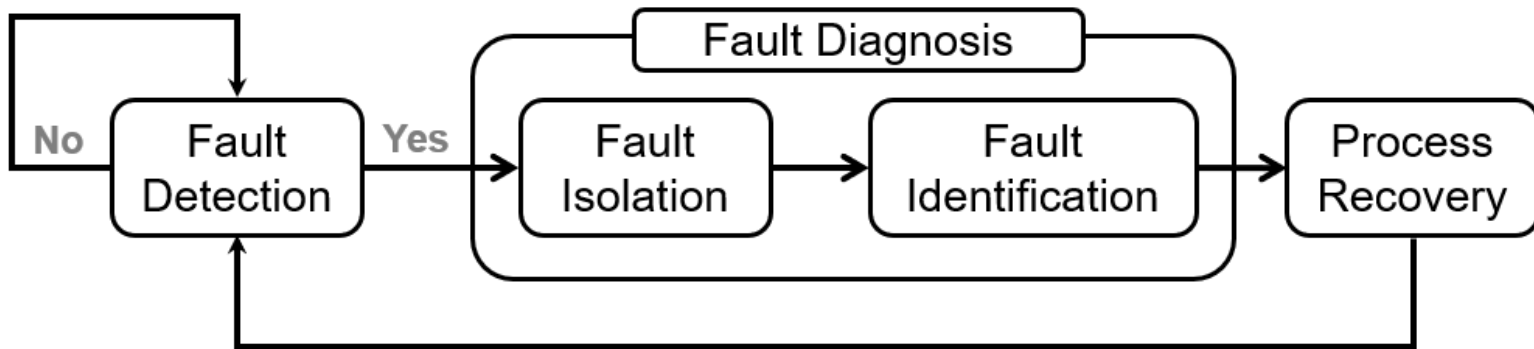 Fault Diagnosis
No
Fault
Detection
Yes
Fault
Isolation
Fault
Identification
Process
Recovery